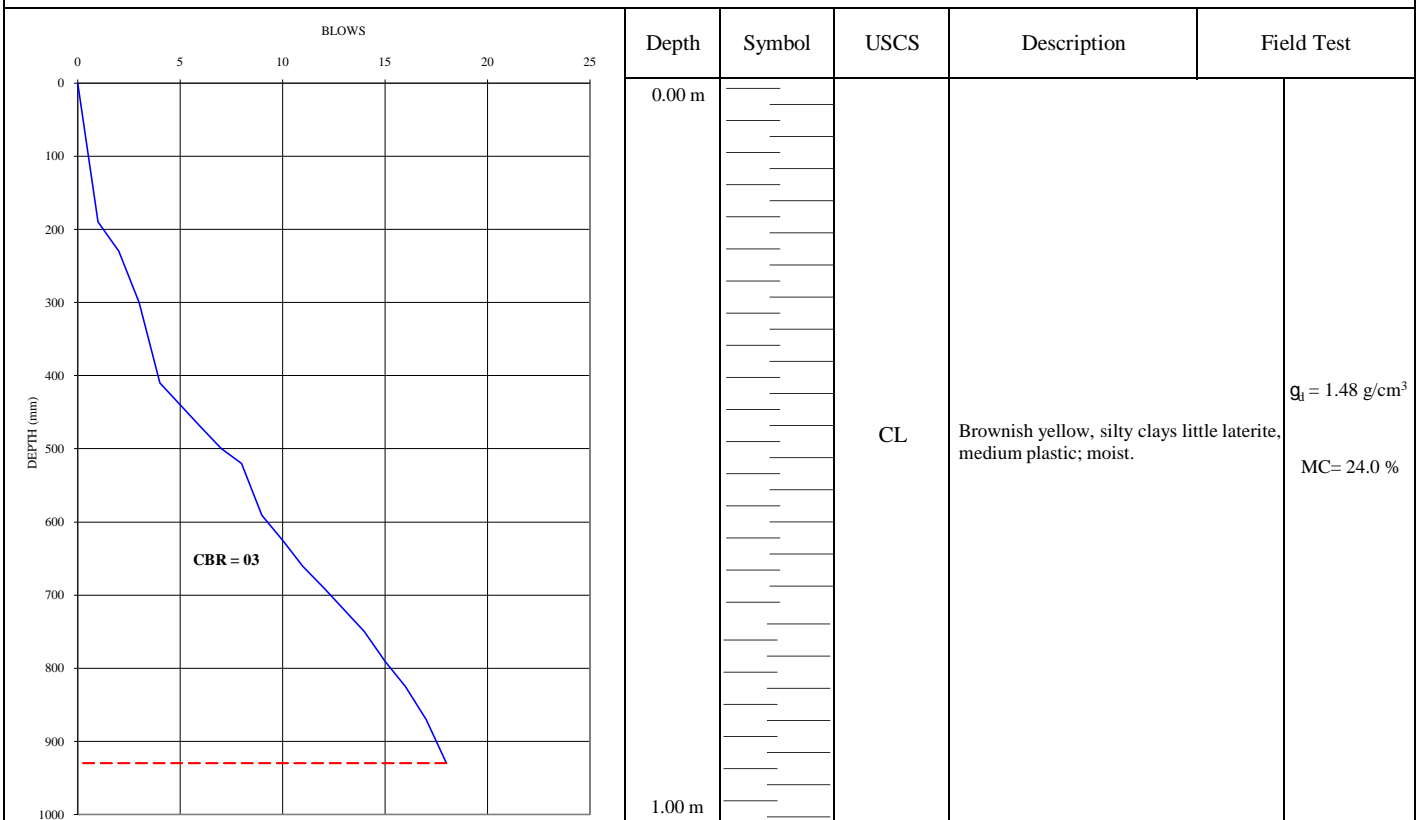 BLOWS
0 5 10 15 20 25
0
100
200
300
400
500
600
700
800
900
1000
DEPTH (mm)
CBR = 03
Depth Symbol USCS Description Field Test
0.00 m
CL
Brownish yellow, silty clays little laterite,
medium plastic; moist.
g_d = 1.48 g/cm³
MC= 24.0 %
1.00 m